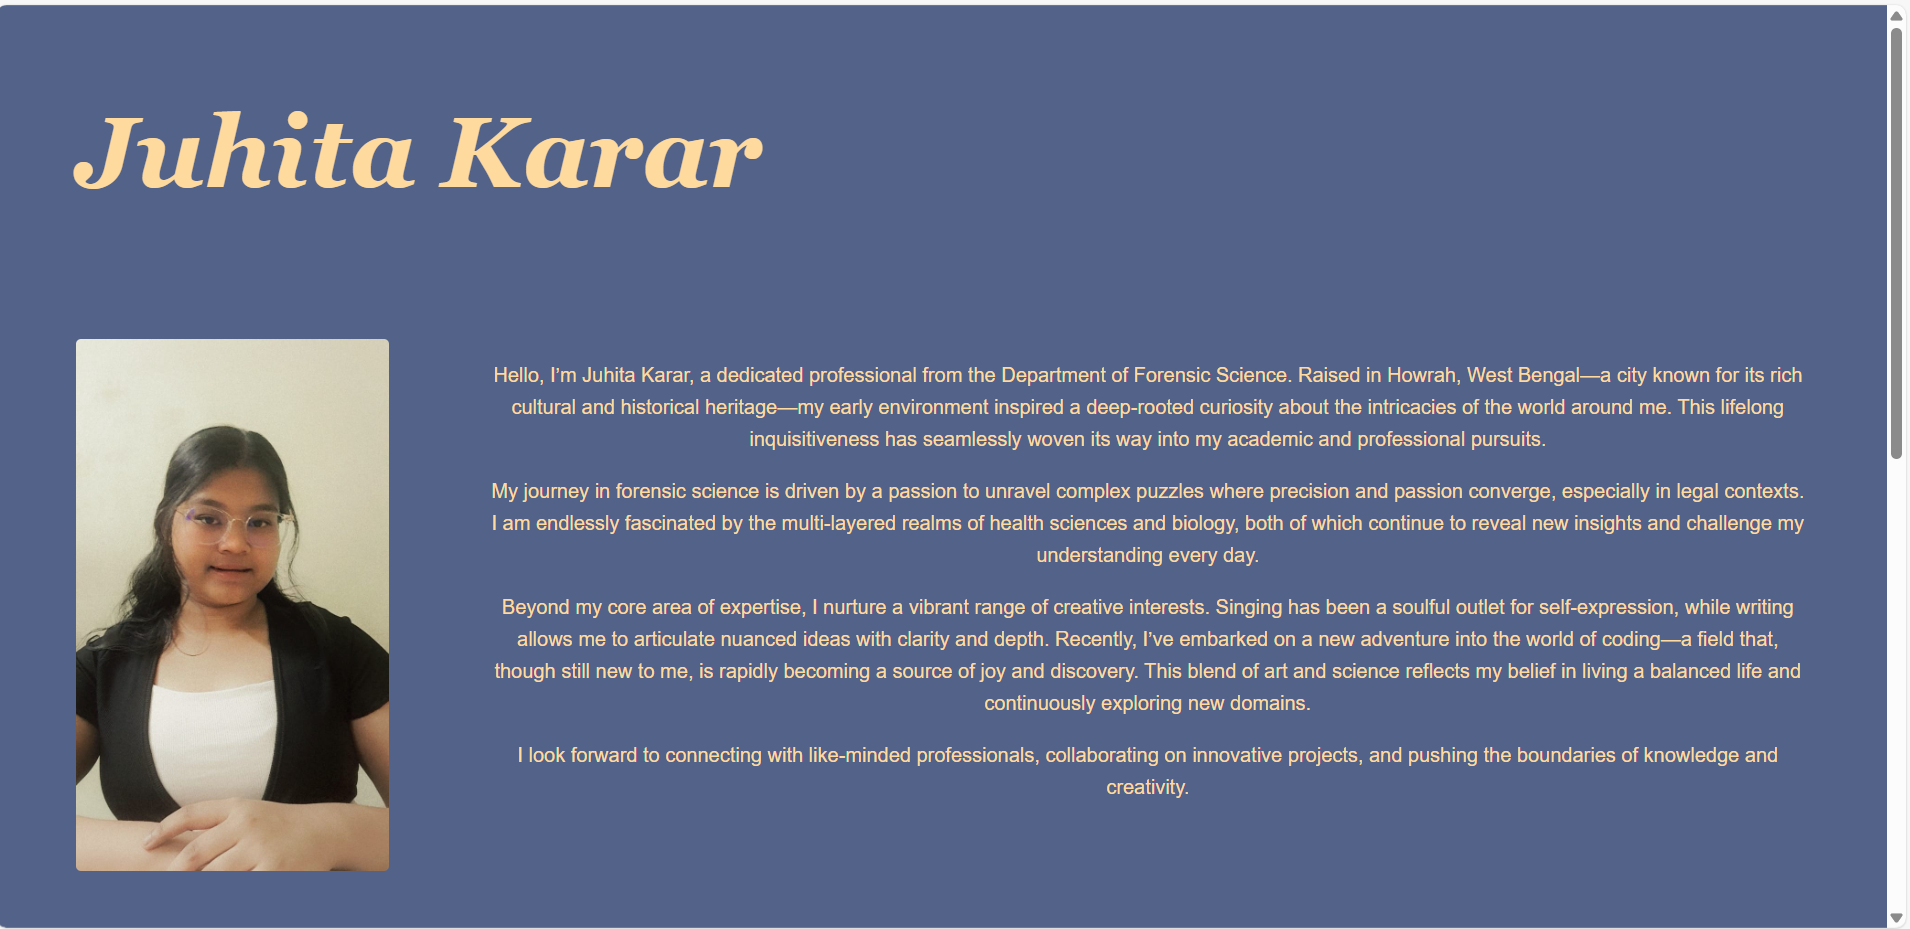 Juhita Karar
Hello, I’m Juhita Karar, a dedicated professional from the Department of Forensic Science. Raised in Howrah, West Bengal—a city known for its rich
cultural and historical heritage—my early environment inspired a deep-rooted curiosity about the intricacies of the world around me. This lifelong
inquisitiveness has seamlessly woven its way into my academic and professional pursuits.
My journey in forensic science is driven by a passion to unravel complex puzzles where precision and passion converge, especially in legal contexts.
I am endlessly fascinated by the multi-layered realms of health sciences and biology, both of which continue to reveal new insights and challenge my
understanding every day.
Beyond my core area of expertise, I nurture a vibrant range of creative interests. Singing has been a soulful outlet for self-expression, while writing
allows me to articulate nuanced ideas with clarity and depth. Recently, I’ve embarked on a new adventure into the world of coding—a field that,
though still new to me, is rapidly becoming a source of joy and discovery. This blend of art and science reflects my belief in living a balanced life and
continuously exploring new domains.
I look forward to connecting with like-minded professionals, collaborating on innovative projects, and pushing the boundaries of knowledge and
creativity.